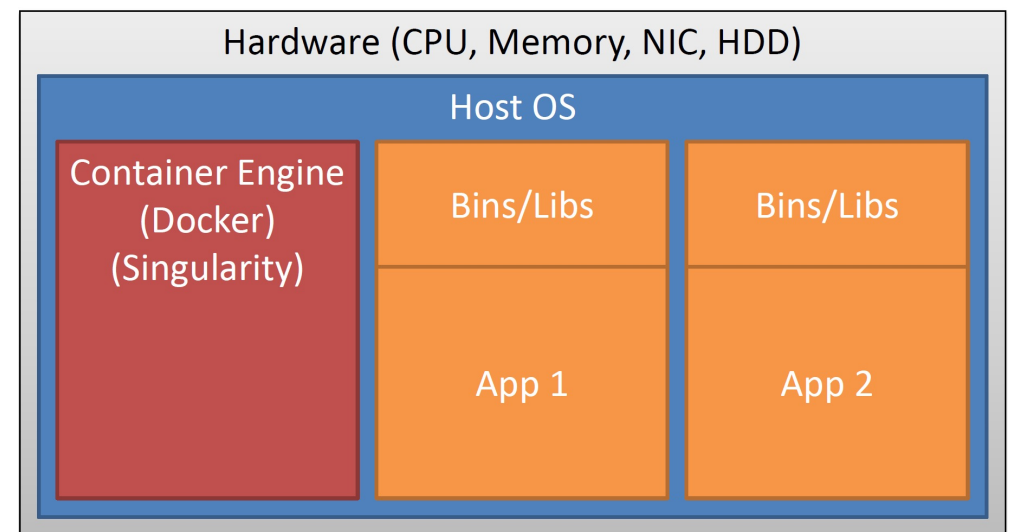 Hardware (CPU, Memory, NIC, HDD)
Host OS
Container Engine
(Docker)
(Singularity)
Bins/Libs
App 1
Bins/Libs
App 2